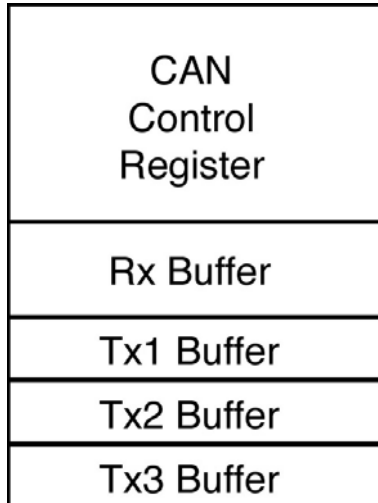 CAN
Control
Register
Rx Buffer
Tx1 Buffer
Tx2 Buffer
Tx3 Buffer